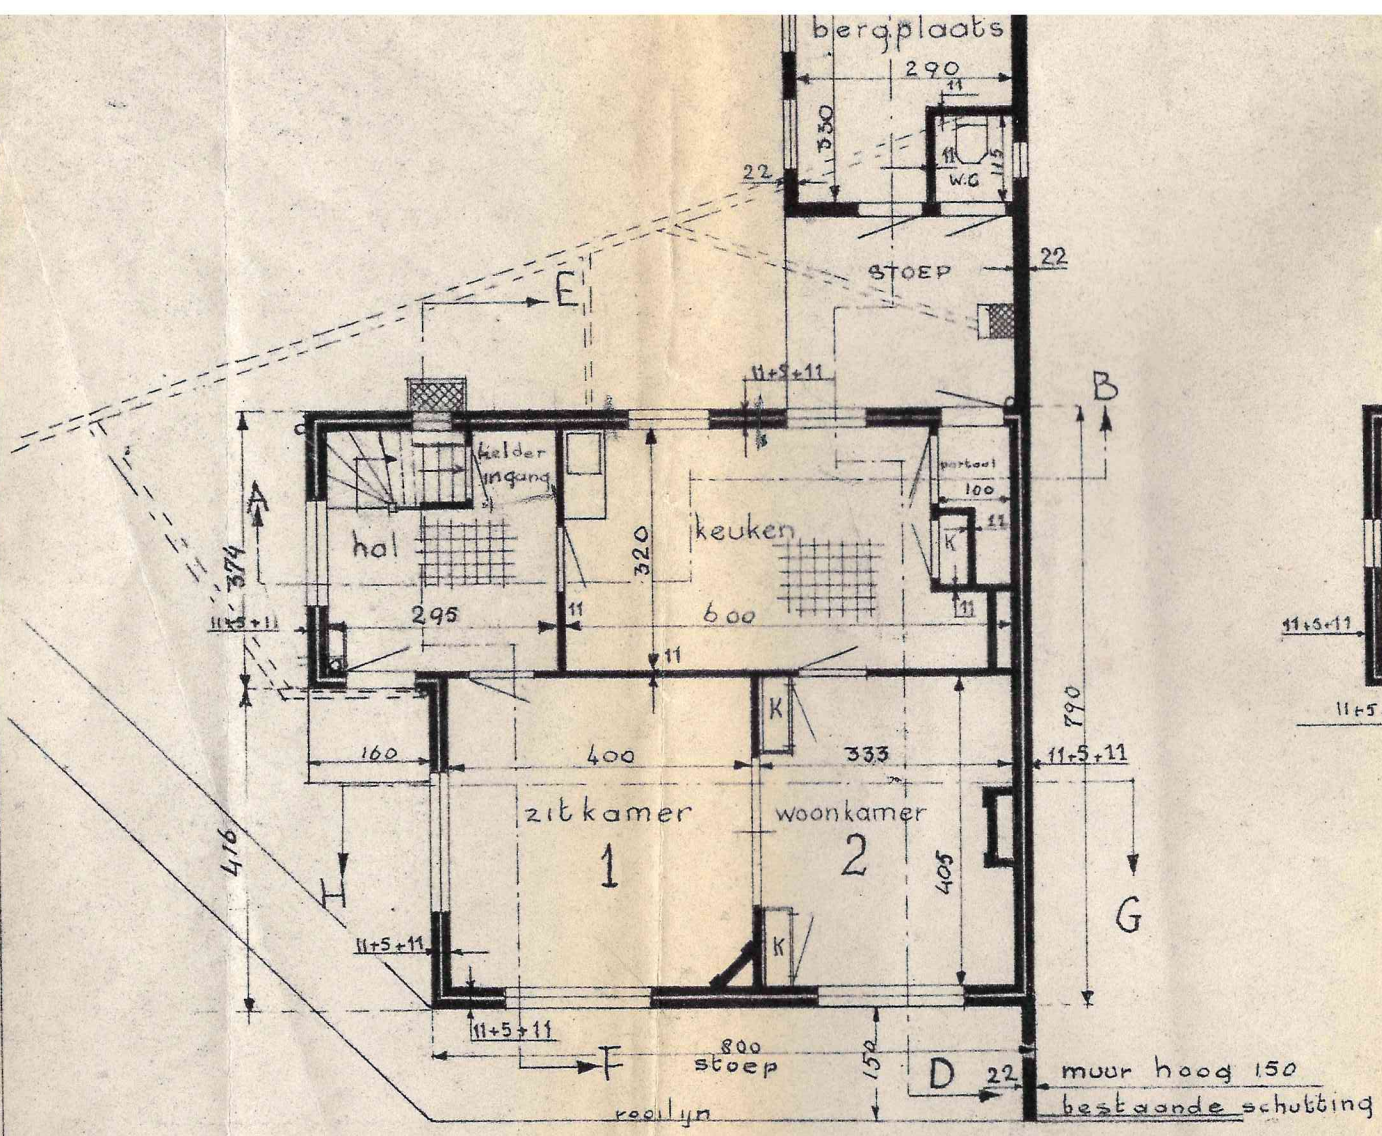 bergplaats
290
11
330
11
115
22
W.C
STOEP
22
E
11+5+11
B
kelder
ingang
portaal
100
A
hal
keuken
K
11
374
320
295
11
600
11
11+5+11
11
K
790
160
400
333
11+5+11
11+5+11
11+5
zitkamer
woonkamer
1
2
416
405
H
G
11+5+11
K
11+5+11
800
F
stoep
150
D
22
muur hoog 150
bestaande schutting
rooilijn